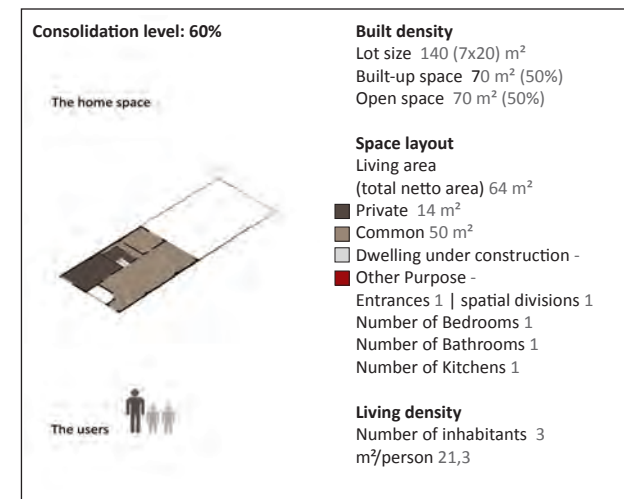 Consolidation level: 60%
The home space
The users
Built density
Lot size 140 (7x20) m²
Built-up space 70 m² (50%)
Open space 70 m² (50%)
Space layout
Living area
(total netto area) 64 m²
Private 14 m²
Common 50 m²
Dwelling under construction -
Other Purpose -
Entrances 1 | spatial divisions 1
Number of Bedrooms 1
Number of Bathrooms 1
Number of Kitchens 1
Living density
Number of inhabitants 3
m²/person 21,3